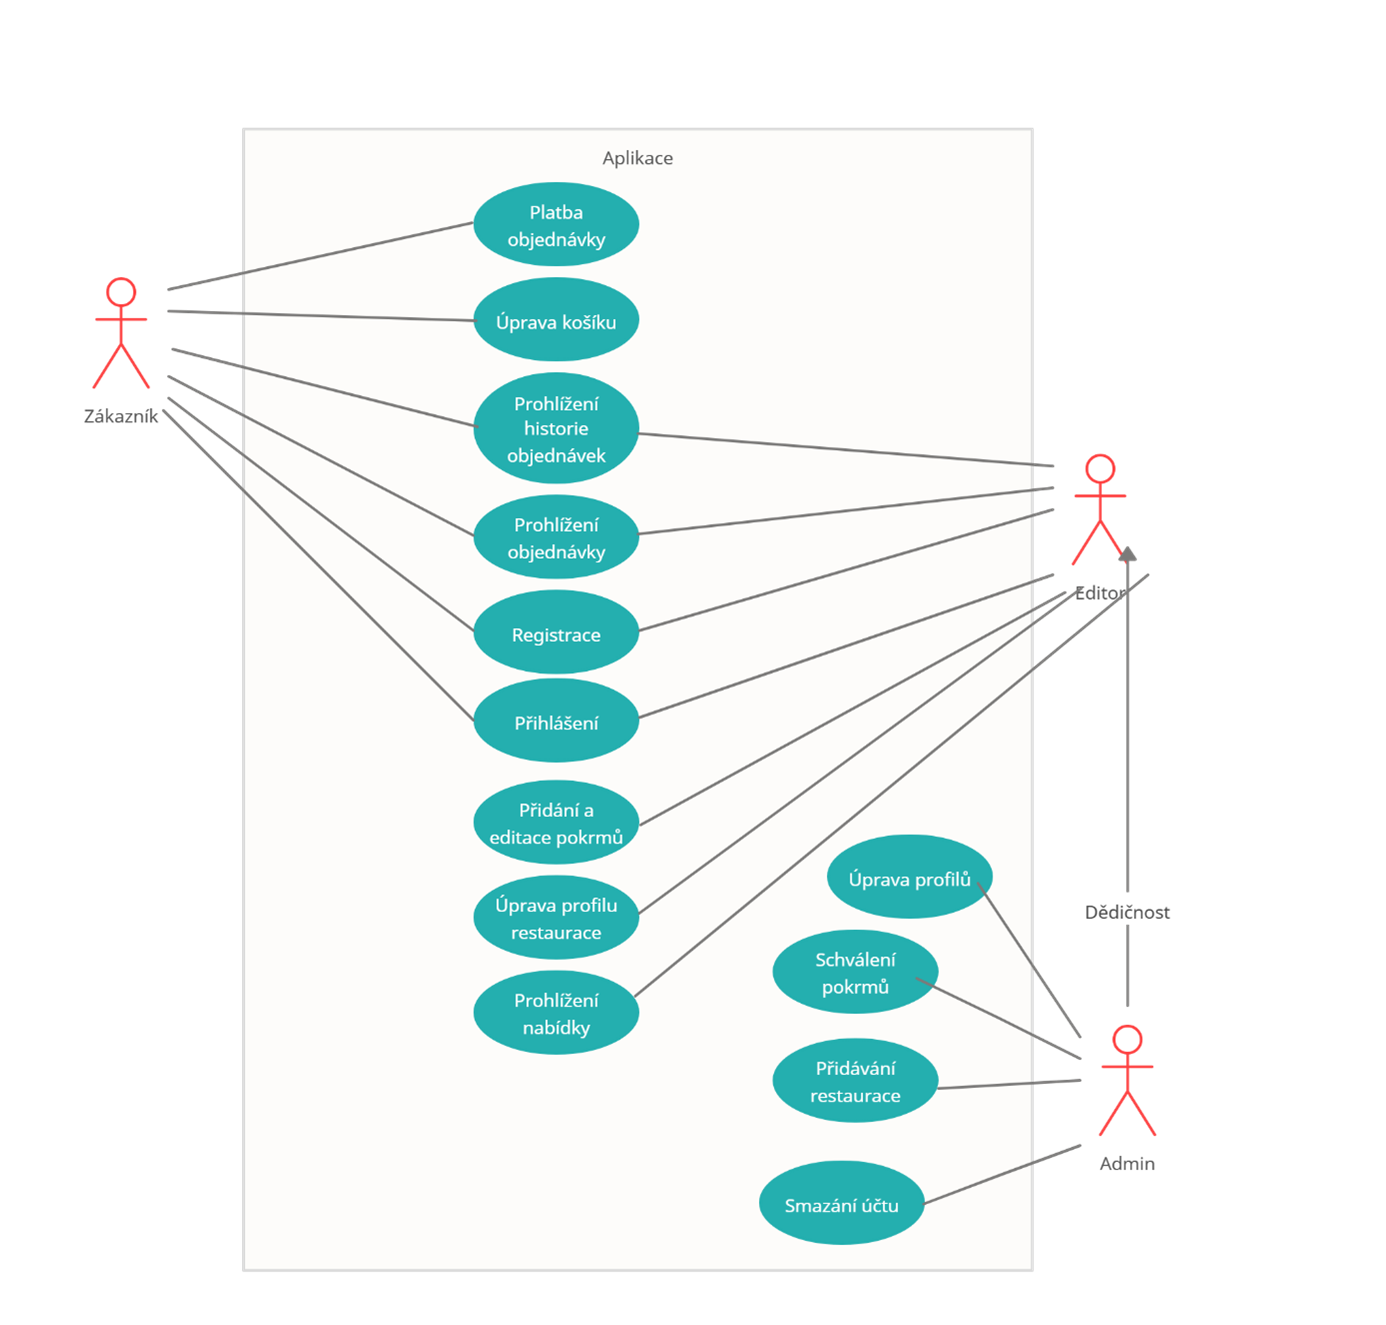 Aplikace
Platba
objednávky
Úprava košíku
Prohlížení
historie
objednávek
Zákazník
Prohlížení
objednávky
Editor
Registrace
Přihlášení
Přidání a
editace pokrmů
Úprava profilů
Úprava profilu
restaurace
Dědičnost
Schválení
pokrmů
Prohlížení
nabídky
Přidávání
restaurace
Admin
Smazání účtu